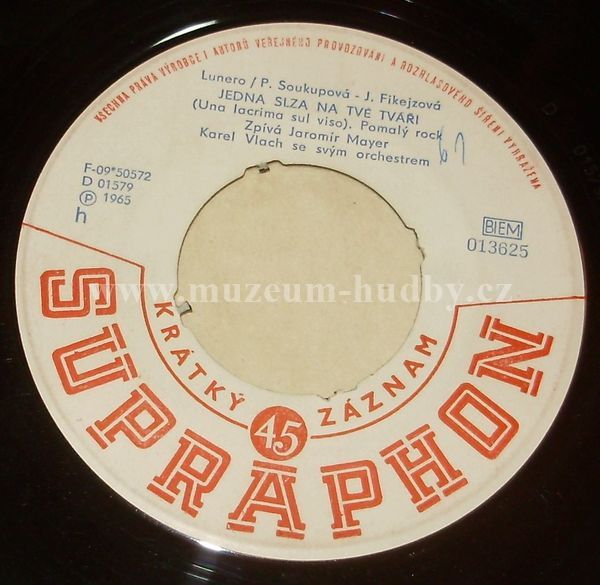 VŠECHNA PRÁVA VÝROBCE I AUTORŮ VEŘEJNÉHO PROVOZOVÁNÍ A ROZHLASOVÉHO ŠÍŘENÍ VYHRAŽENA
Lunero / P. Soukupová - J. Fikejzová
JEDNA SLZA NA TVÉ TVÁŘI
(Una lacrima sul viso). Pomalý rock
Zpívá Jaromír Mayer
Karel Vlach se svým orchestrem
F-09*50572
D 01579
Ⓟ 1965
h
BIEM
013625
www.muzeum-hudby.cz
KRÁTKÝ 45 ZÁZNAM
SUPRAPHON